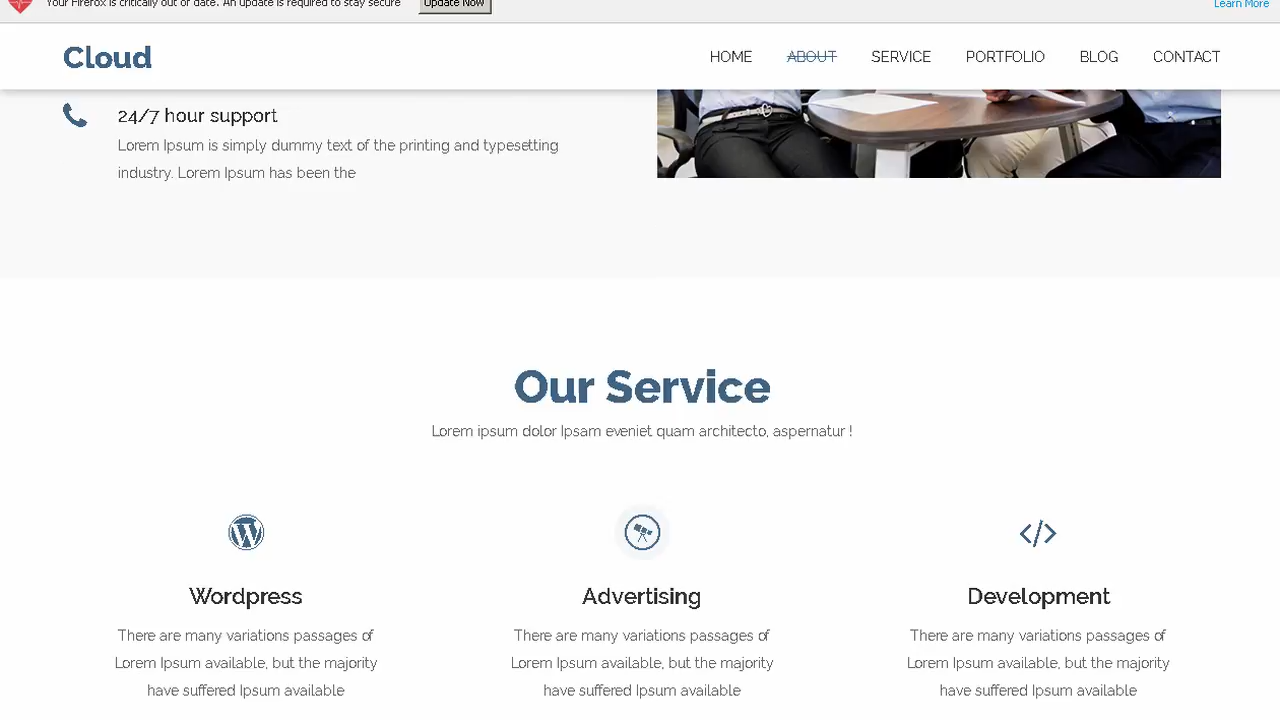 Your Firefox is critically out of date. An update is required to stay secure
Update Now
Learn More
Cloud
HOME ABOUT SERVICE PORTFOLIO BLOG CONTACT
24/7 hour support
Lorem Ipsum is simply dummy text of the printing and typesetting
industry. Lorem Ipsum has been the
Our Service
Lorem ipsum dolor Ipsam eveniet quam architecto, aspernatur !
Wordpress
There are many variations passages of
Lorem Ipsum available, but the majority
have suffered Ipsum available
Advertising
There are many variations passages of
Lorem Ipsum available, but the majority
have suffered Ipsum available
Development
There are many variations passages of
Lorem Ipsum available, but the majority
have suffered Ipsum available